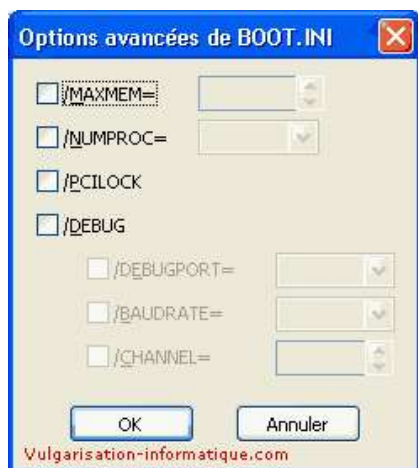 Options avancées de BOOT.INI
/MAXMEM=
/NUMPROC=
/PCILOCK
/DEBUG
/DEBUGPORT=
/BAUDRATE=
/CHANNEL=
OK Annuler
Vulgarisation-informatique.com